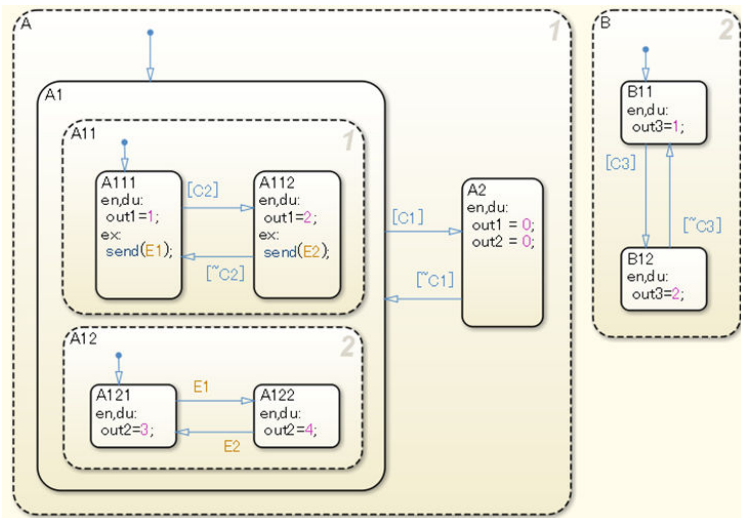 A
1
A1
A11
1
A111
en,du:
out1=1;
ex:
send(E1);
[C2]
[~C2]
A112
en,du:
out1=2;
ex:
send(E2);
A12
2
A121
en,du:
out2=3;
E1
E2
A122
en,du:
out2=4;
[C1]
[~C1]
A2
en,du:
out1 = 0;
out2 = 0;
B
2
B11
en,du:
out3=1;
[C3]
[~C3]
B12
en,du:
out3=2;